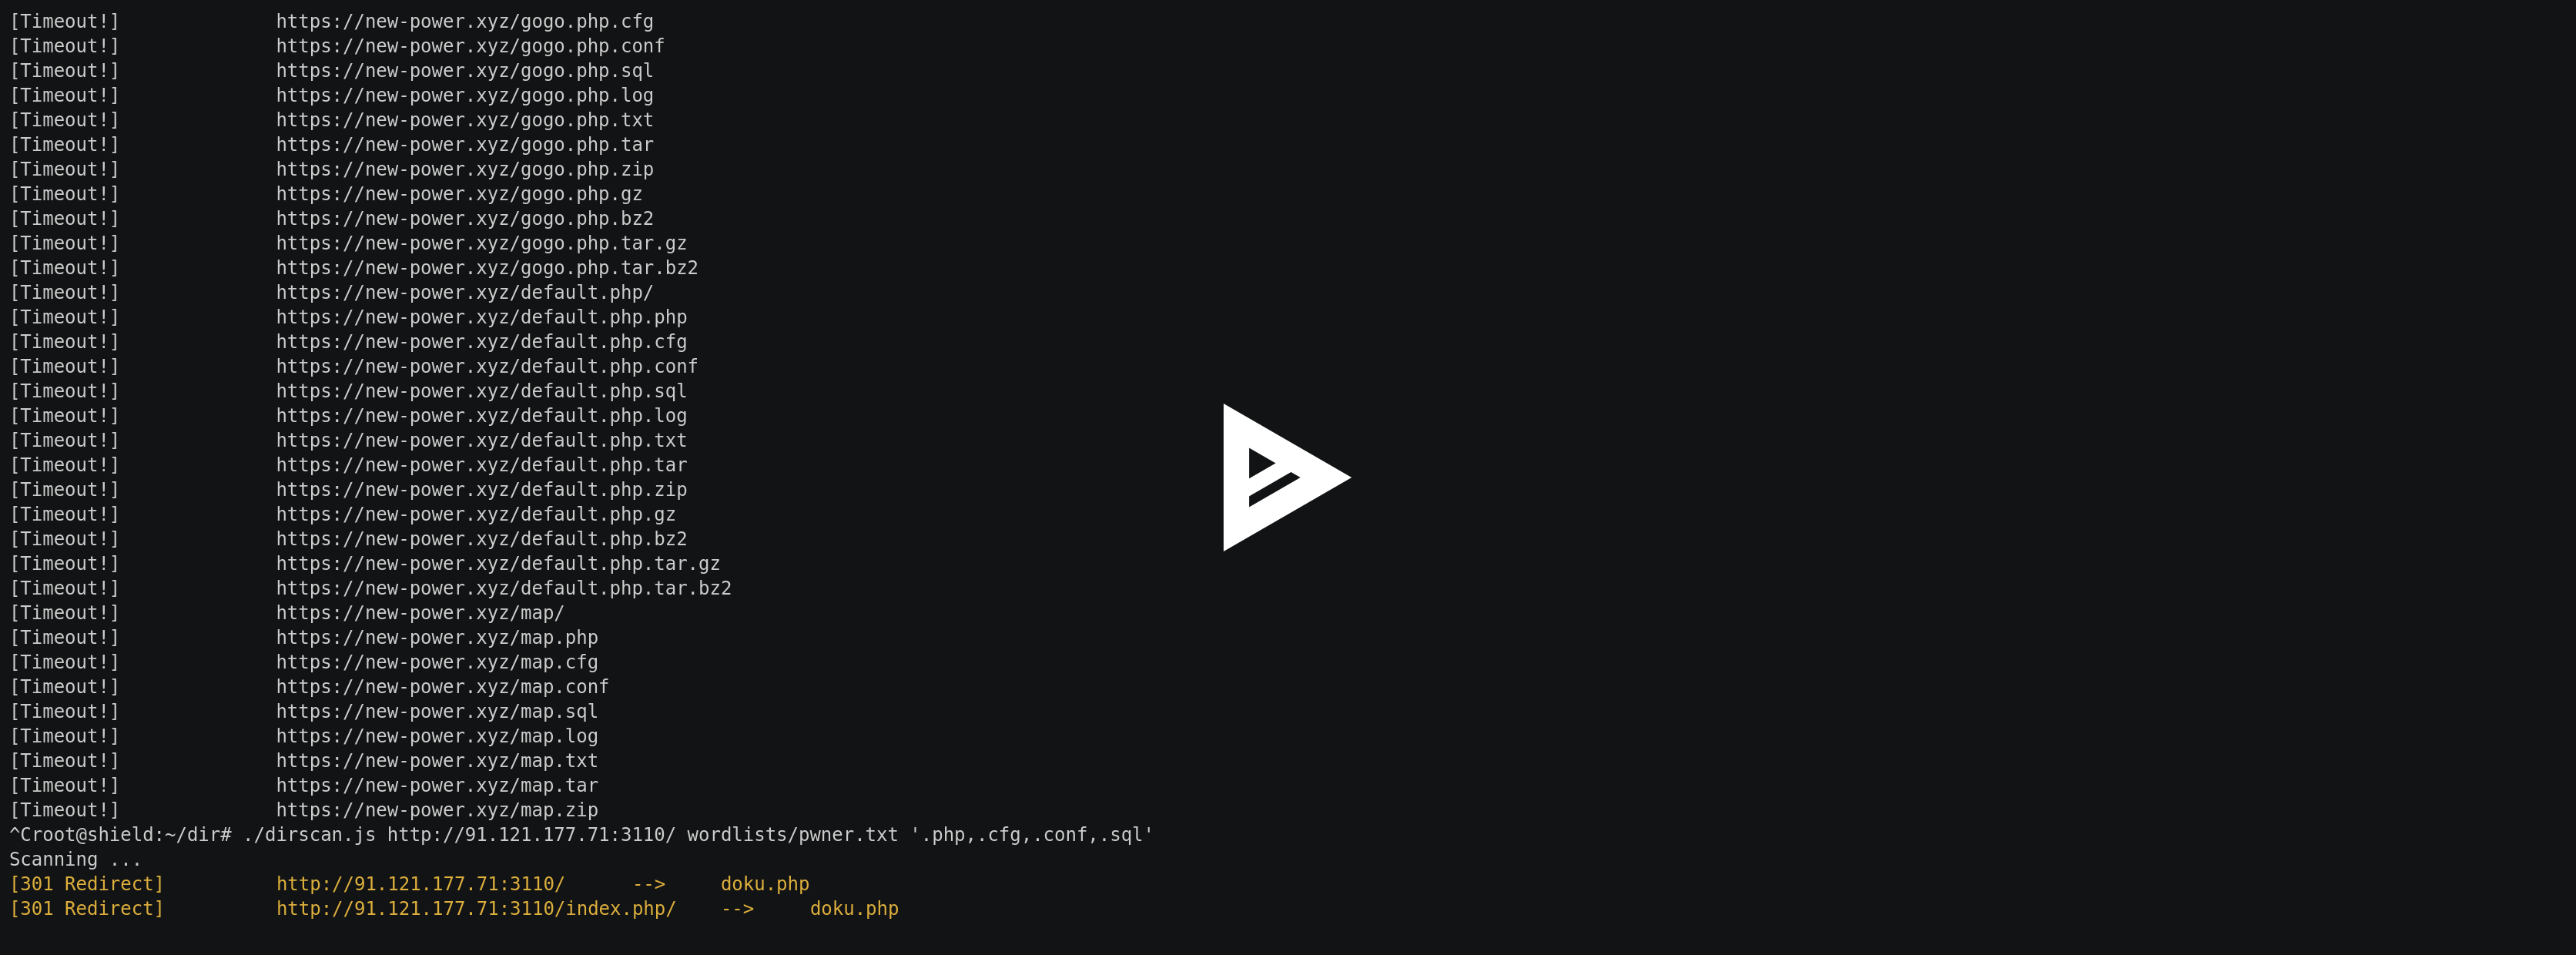 [Timeout!] https://new-power.xyz/gogo.php.cfg
[Timeout!] https://new-power.xyz/gogo.php.conf
[Timeout!] https://new-power.xyz/gogo.php.sql
[Timeout!] https://new-power.xyz/gogo.php.log
[Timeout!] https://new-power.xyz/gogo.php.txt
[Timeout!] https://new-power.xyz/gogo.php.tar
[Timeout!] https://new-power.xyz/gogo.php.zip
[Timeout!] https://new-power.xyz/gogo.php.gz
[Timeout!] https://new-power.xyz/gogo.php.bz2
[Timeout!] https://new-power.xyz/gogo.php.tar.gz
[Timeout!] https://new-power.xyz/gogo.php.tar.bz2
[Timeout!] https://new-power.xyz/default.php/
[Timeout!] https://new-power.xyz/default.php.php
[Timeout!] https://new-power.xyz/default.php.cfg
[Timeout!] https://new-power.xyz/default.php.conf
[Timeout!] https://new-power.xyz/default.php.sql
[Timeout!] https://new-power.xyz/default.php.log
[Timeout!] https://new-power.xyz/default.php.txt
[Timeout!] https://new-power.xyz/default.php.tar
[Timeout!] https://new-power.xyz/default.php.zip
[Timeout!] https://new-power.xyz/default.php.gz
[Timeout!] https://new-power.xyz/default.php.bz2
[Timeout!] https://new-power.xyz/default.php.tar.gz
[Timeout!] https://new-power.xyz/default.php.tar.bz2
[Timeout!] https://new-power.xyz/map/
[Timeout!] https://new-power.xyz/map.php
[Timeout!] https://new-power.xyz/map.cfg
[Timeout!] https://new-power.xyz/map.conf
[Timeout!] https://new-power.xyz/map.sql
[Timeout!] https://new-power.xyz/map.log
[Timeout!] https://new-power.xyz/map.txt
[Timeout!] https://new-power.xyz/map.tar
[Timeout!] https://new-power.xyz/map.zip
^Croot@shield:~/dir# ./dirscan.js http://91.121.177.71:3110/ wordlists/pwner.txt '.php,.cfg,.conf,.sql'
Scanning ...
[301 Redirect] http://91.121.177.71:3110/ --> doku.php
[301 Redirect] http://91.121.177.71:3110/index.php/ --> doku.php